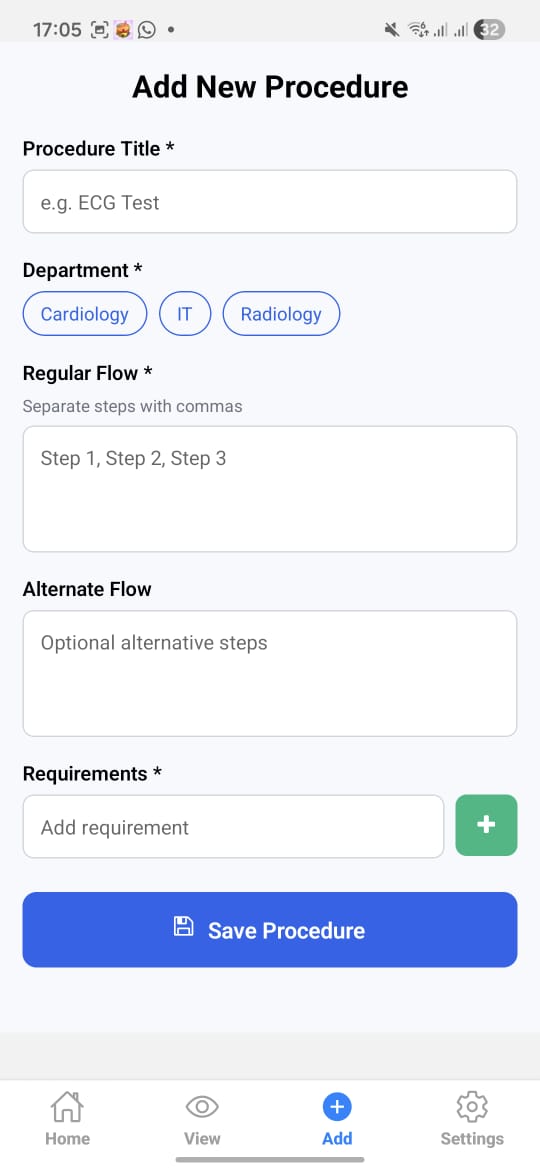 17:05
32
Add New Procedure
Procedure Title *
e.g. ECG Test
Department *
Cardiology IT Radiology
Regular Flow *
Separate steps with commas
Step 1, Step 2, Step 3
Alternate Flow
Optional alternative steps
Requirements *
Add requirement
Save Procedure
Home View Add Settings